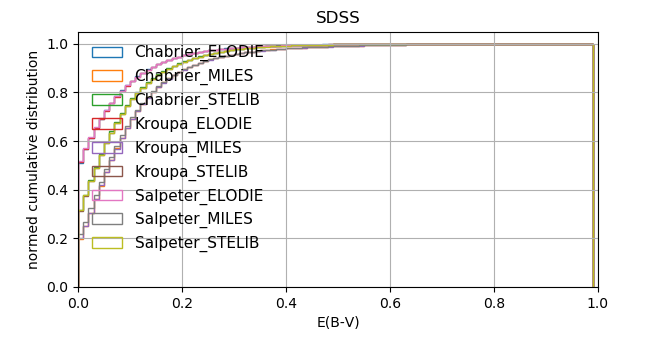 SDSS
normed cumulative distribution
1.0
0.8
0.6
0.4
0.2
0.0
Chabrier_ELODIE
Chabrier_MILES
Chabrier_STELIB
Kroupa_ELODIE
Kroupa_MILES
Kroupa_STELIB
Salpeter_ELODIE
Salpeter_MILES
Salpeter_STELIB
0.0 0.2 0.4 0.6 0.8 1.0
E(B-V)